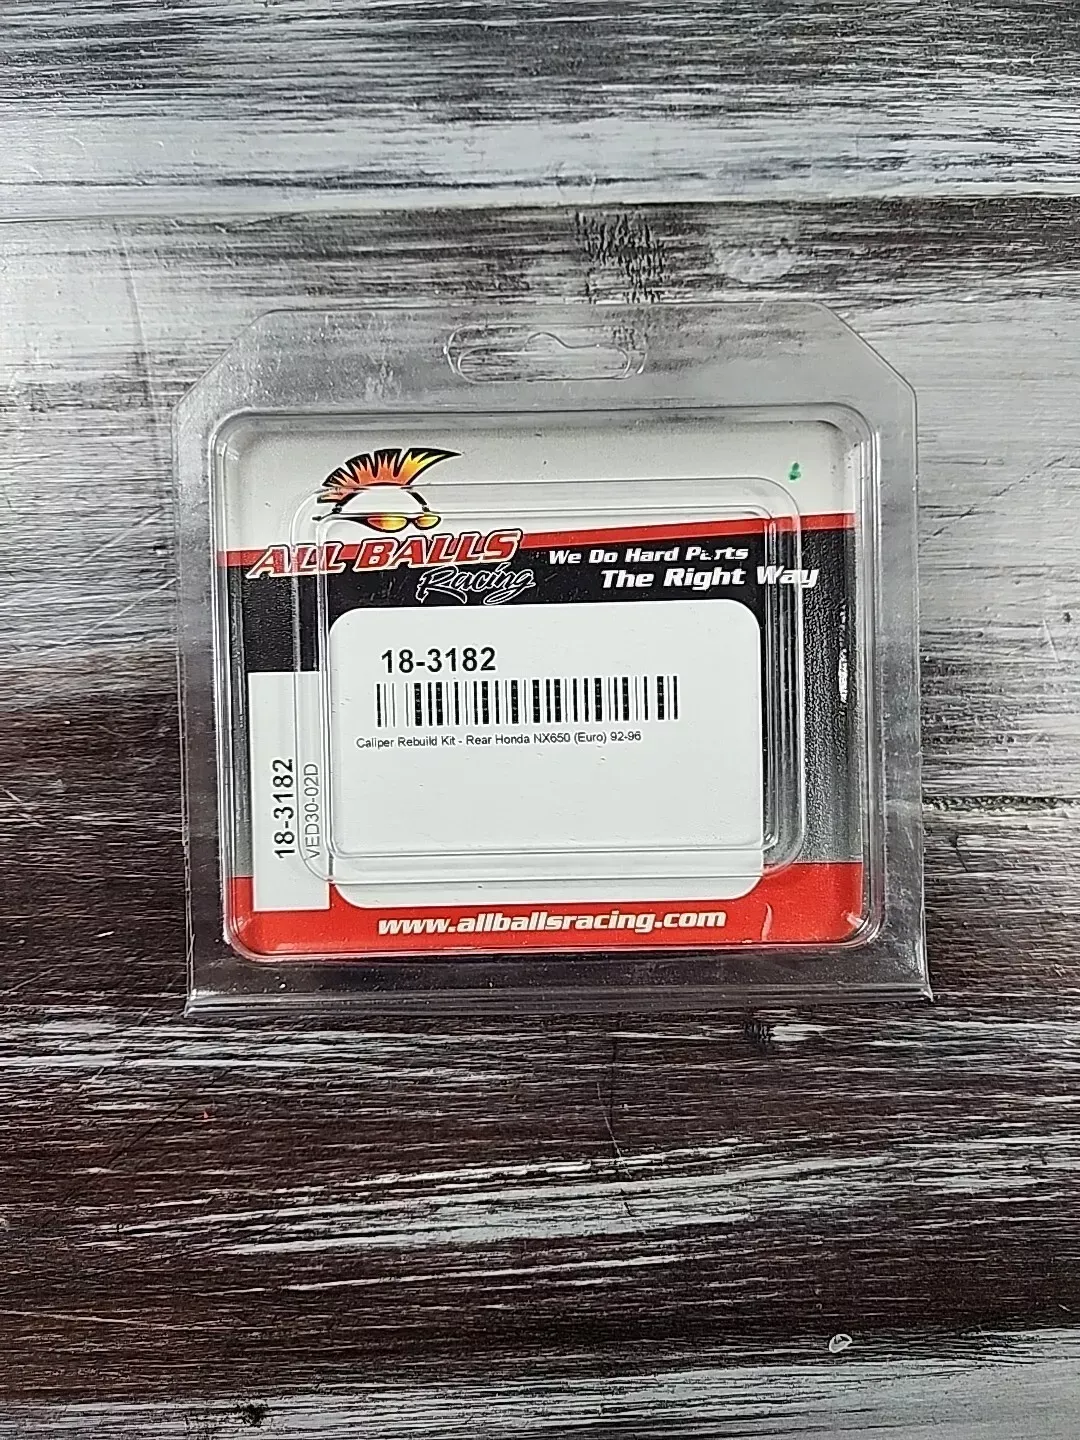 ALL BALLS
Racing
We Do Hard Parts
The Right Way
18-3182
Caliper Rebuild Kit - Rear Honda NX650 (Euro) 92-96
18-3182
VED30-02D
www.allballsracing.com